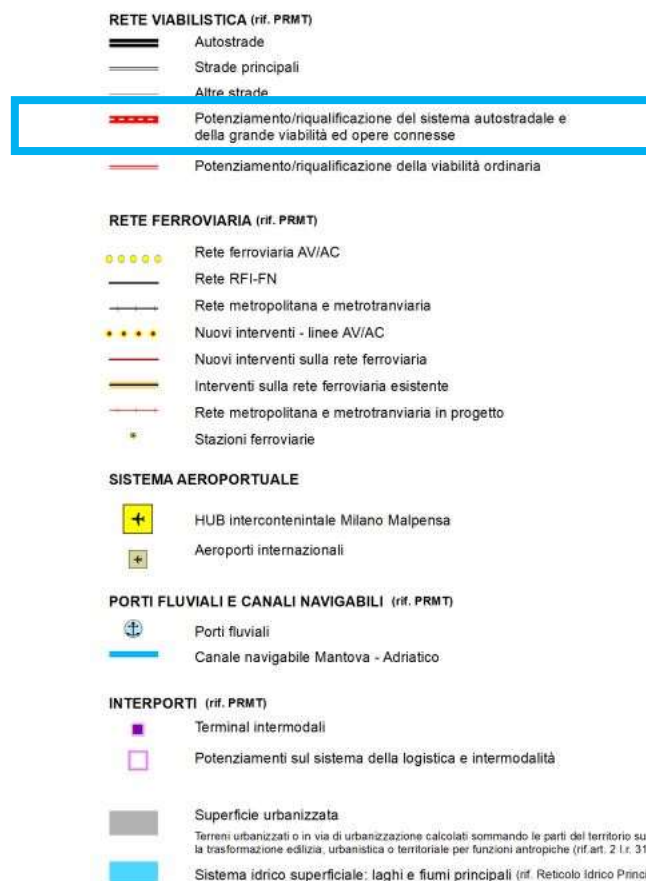 RETE VIABILISTICA (rif. PRMT)
Autostrade
Strade principali
Altre strade
Potenziamento/riqualificazione del sistema autostradale e
della grande viabilità ed opere connesse
Potenziamento/riqualificazione della viabilità ordinaria
RETE FERROVIARIA (rif. PRMT)
Rete ferroviaria AV/AC
Rete RFI-FN
Rete metropolitana e metrotranviaria
Nuovi interventi - linee AV/AC
Nuovi interventi sulla rete ferroviaria
Interventi sulla rete ferroviaria esistente
Rete metropolitana e metrotranviaria in progetto
Stazioni ferroviarie
SISTEMA AEROPORTUALE
HUB intercontenintale Milano Malpensa
Aeroporti internazionali
PORTI FLUVIALI E CANALI NAVIGABILI (rif. PRMT)
Porti fluviali
Canale navigabile Mantova - Adriatico
INTERPORTI (rif. PRMT)
Terminal intermodali
Potenziamenti sul sistema della logistica e intermodalità
Superficie urbanizzata
Terreni urbanizzati o in via di urbanizzazione calcolati sommando le parti del territorio su
la trasformazione edilizia, urbanistica o territoriale per funzioni antropiche (rif.art. 2 l.r. 31
Sistema idrico superficiale: laghi e fiumi principali (rif. Reticolo Idrico Princi